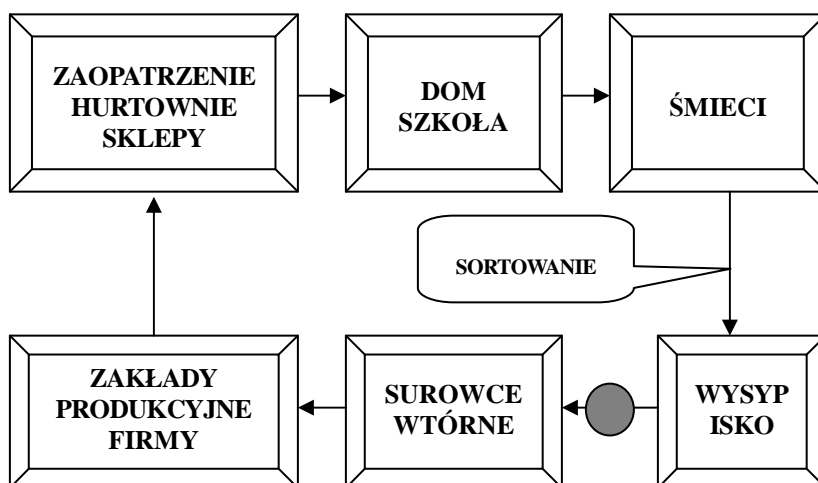 ZAOPATRZENIE
HURTOWNIE
SKLEPY
DOM
SZKOŁA
ŚMIECI
SORTOWANIE
ZAKŁADY
PRODUKCYJNE
FIRMY
SUROWCE
WTÓRNE
WYSYP
ISKO